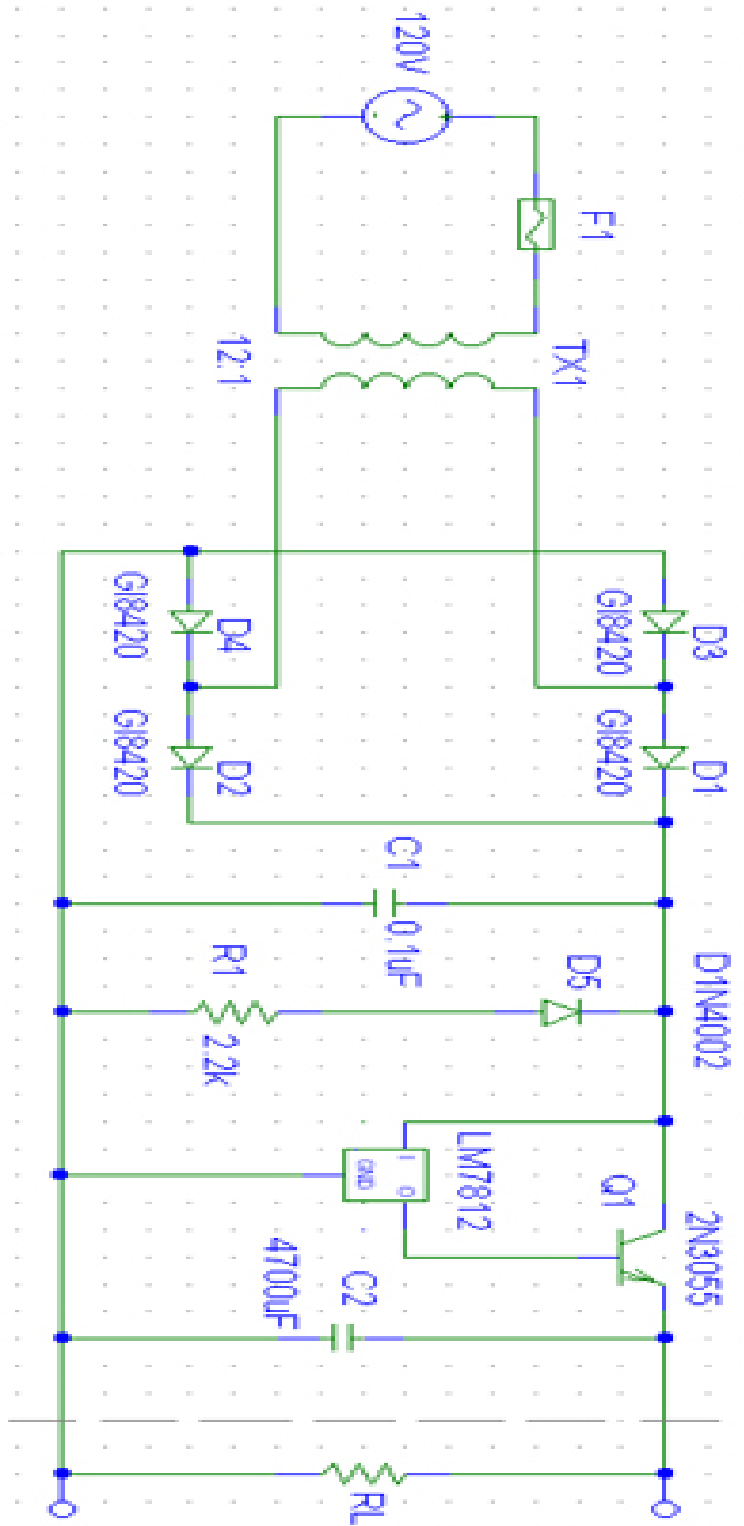 120V
F1
TX1
12:1
D3
GI8420
D4
GI8420
D1
GI8420
D2
GI8420
C1
0.1uF
D1N4002
D5
R1
2.2k
LM7812
I O
GND
Q1
2N3055
C2
4700uF
RL